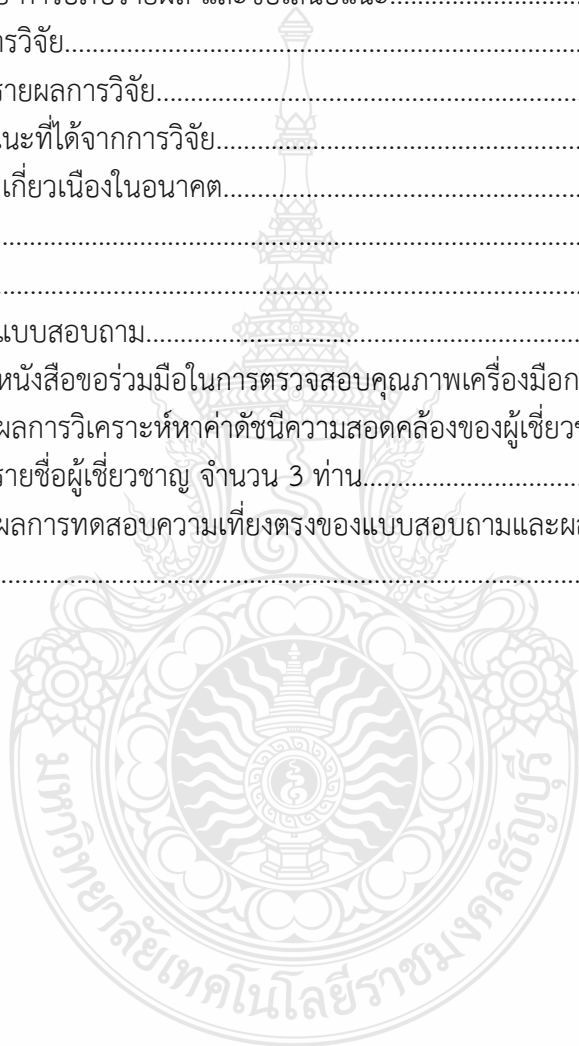 การวิจัย
รายผลการวิจัย
นะที่ได้จากการวิจัย
เกี่ยวเนื่องในอนาคต
แบบสอบถาม
หนังสือขอร่วมมือในการตรวจสอบคุณภาพเครื่องมือก
ผลการวิเคราะห์หาค่าดัชนีความสอดคล้องของผู้เชี่ยวช
รายชื่อผู้เชี่ยวชาญ จำนวน 3 ท่าน
ผลการทดสอบความเที่ยงตรงของแบบสอบถามและผล
มหาวิทยาลัยเทคโนโลยีราชมงคลธัญบุรี